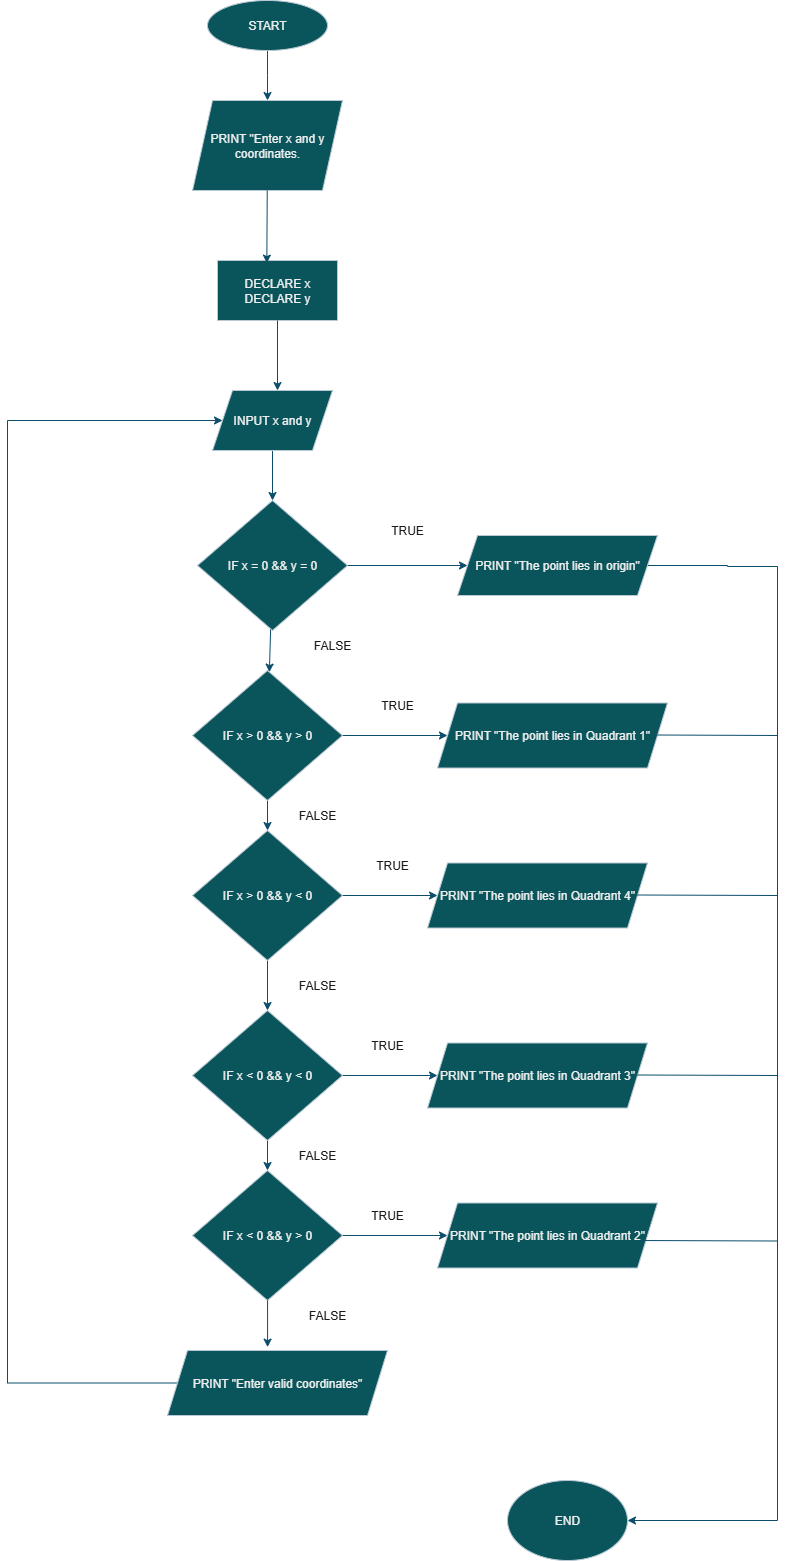 START
PRINT "Enter x and y
coordinates.
DECLARE x
DECLARE y
INPUT x and y
IF x = 0 && y = 0
TRUE
PRINT "The point lies in origin"
FALSE
IF x > 0 && y > 0
TRUE
PRINT "The point lies in Quadrant 1"
FALSE
IF x > 0 && y < 0
TRUE
PRINT "The point lies in Quadrant 4"
FALSE
IF x < 0 && y < 0
TRUE
PRINT "The point lies in Quadrant 3"
FALSE
IF x < 0 && y > 0
TRUE
PRINT "The point lies in Quadrant 2"
FALSE
PRINT "Enter valid coordinates"
END